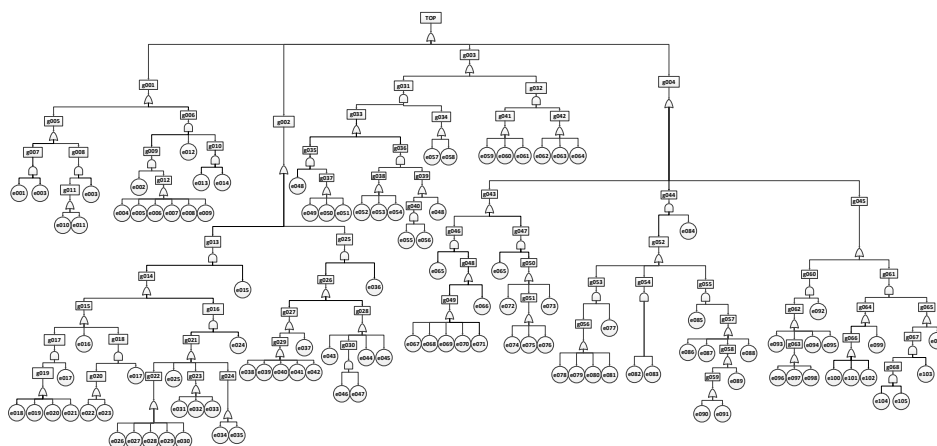 TOP
g003
g001 g031 g032 g004
g005 g006 g002 g033 g034 g041 g042
g007 g008 g009 e012 g010 g035 g036 e057 e058 e059 e060 e061 e062 e063 e064
e001 e003 g011 e003 e002 g012 e013 e014 e048 g037 g038 g039 g043 g044 g045
e010 e011 e004 e005 e006 e007 e008 e009 e049 e050 e051 e052 e053 e054 g040 e048
g013 g025 e055 e056 g046 g047 g052 e084
g014 e015 g026 e036 e065 g048 e065 g050 g053 g054 g055 g060 g061
g015 g016 g027 g028 g049 e066 e072 g051 e073 g056 e077 e085 g057 g062 e092 g064 g065
g017 e016 g018 g021 e024 g029 e037 e043 g030 e044 e045 e067 e068 e069 e070 e071 e074 e075 e076 e086 e087 g058 e088 e093 g063 e094 e095 g066 e099 g067 e103
g019 e017 g020 e017 g022 e025 g023 g024 e038 e039 e040 e041 e042 e046 e047 e078 e079 e080 e081 e082 e083 g059 e089 e096 e097 e098 e100 e101 e102 g068
e018 e019 e020 e021 e022 e023 e031 e032 e033 e090 e091 e104 e105
e026 e027 e028 e029 e030 e034 e035